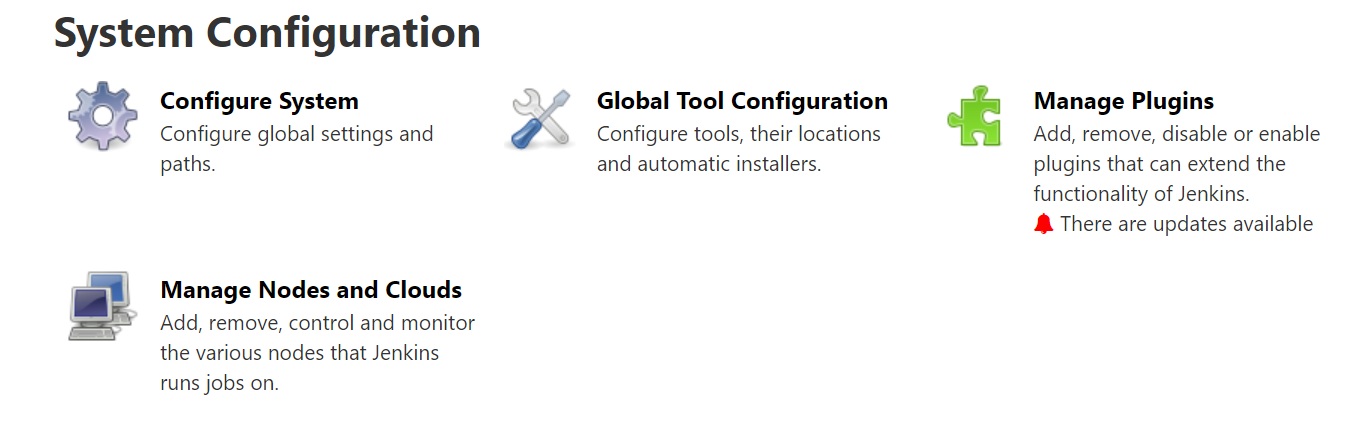 System Configuration
Configure System
Configure global settings and
paths.
Global Tool Configuration
Configure tools, their locations
and automatic installers.
Manage Plugins
Add, remove, disable or enable
plugins that can extend the
functionality of Jenkins.
There are updates available
Manage Nodes and Clouds
Add, remove, control and monitor
the various nodes that Jenkins
runs jobs on.